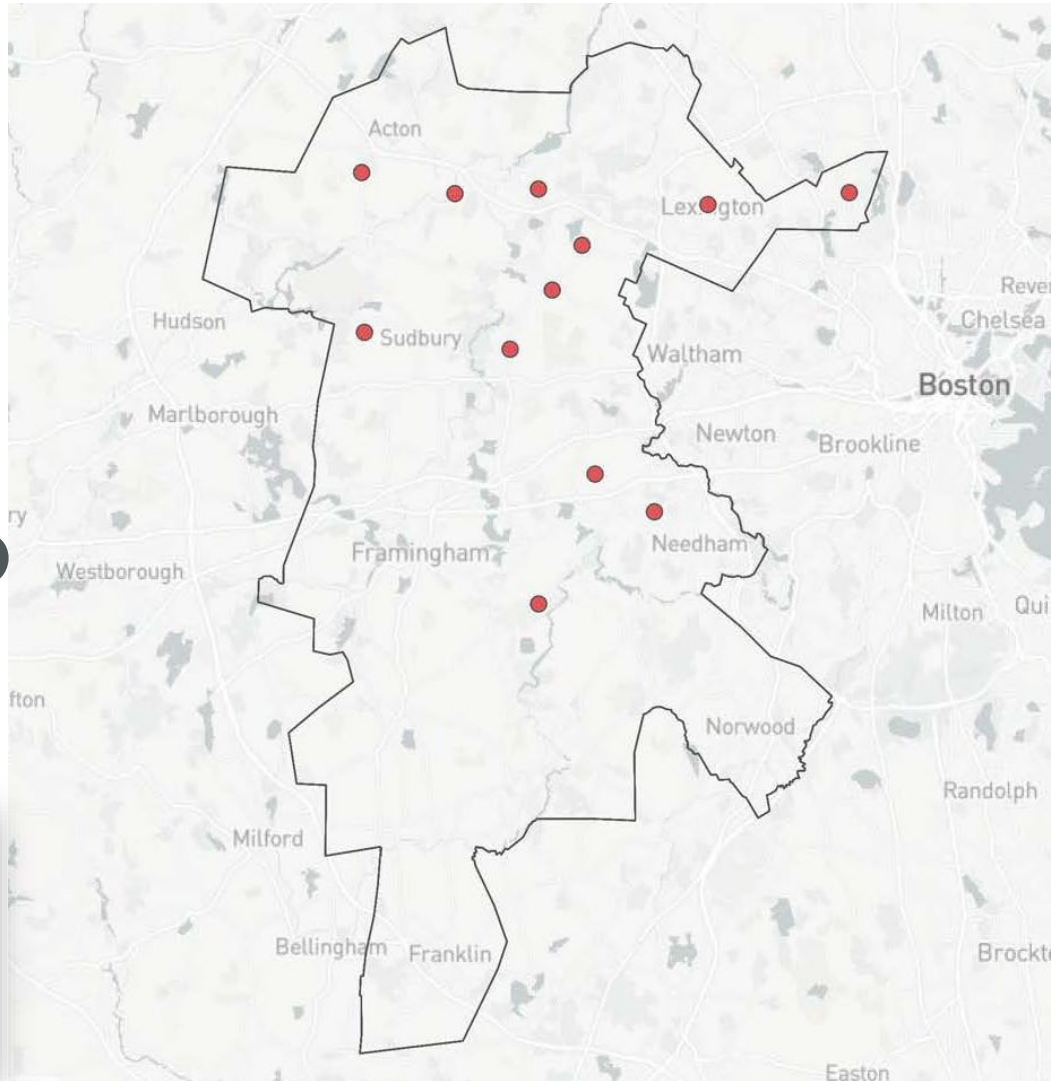 Acton
Lexington
Hudson
Sudbury
Rever
Chelsea
Waltham
Boston
Marlborough
Newton
Brookline
ry
Framingham
Needham
Westborough
Milton
Qui
fton
Norwood
Randolph
Milford
Bellingham
Franklin
Brockto
Easton